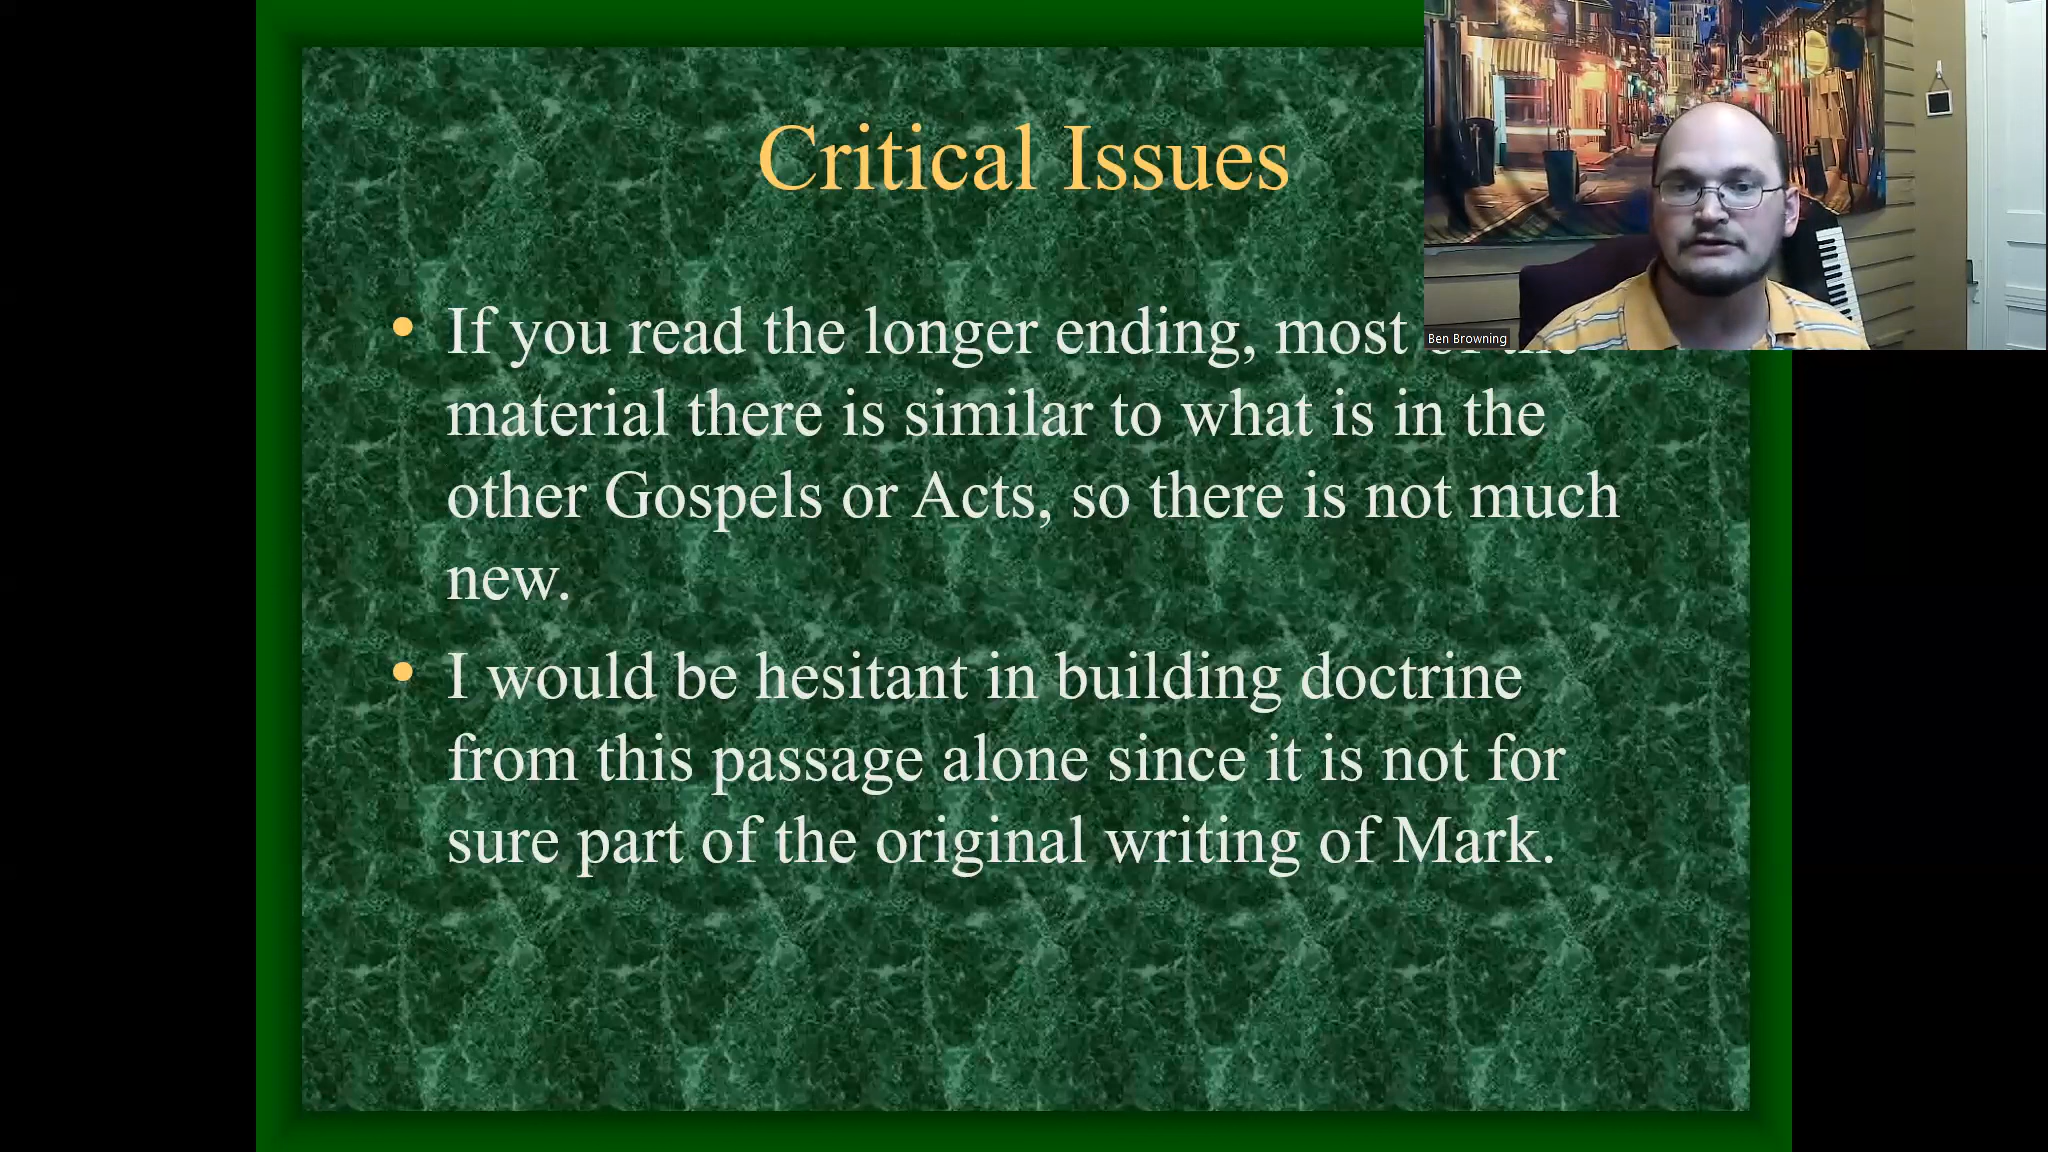 Critical Issues
• If you read the longer ending, most
material there is similar to what is in the
other Gospels or Acts, so there is not much
new.
• I would be hesitant in building doctrine
from this passage alone since it is not for
sure part of the original writing of Mark.
Ben Browning